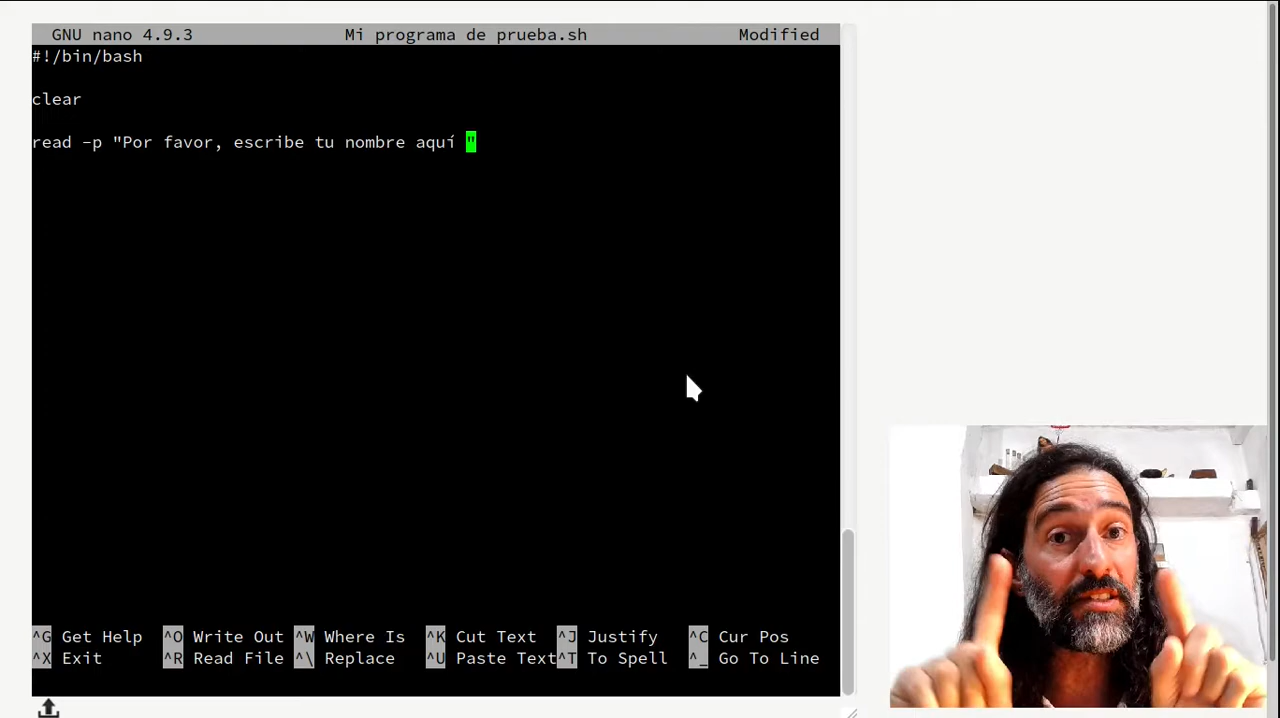 GNU nano 4.9.3 Mi programa de prueba.sh Modified
#!/bin/bash
clear
read -p "Por favor, escribe tu nombre aquí "
^G Get Help ^O Write Out ^W Where Is ^K Cut Text ^J Justify ^C Cur Pos
^X Exit ^R Read File ^\ Replace ^U Paste Text ^T To Spell ^_ Go To Line